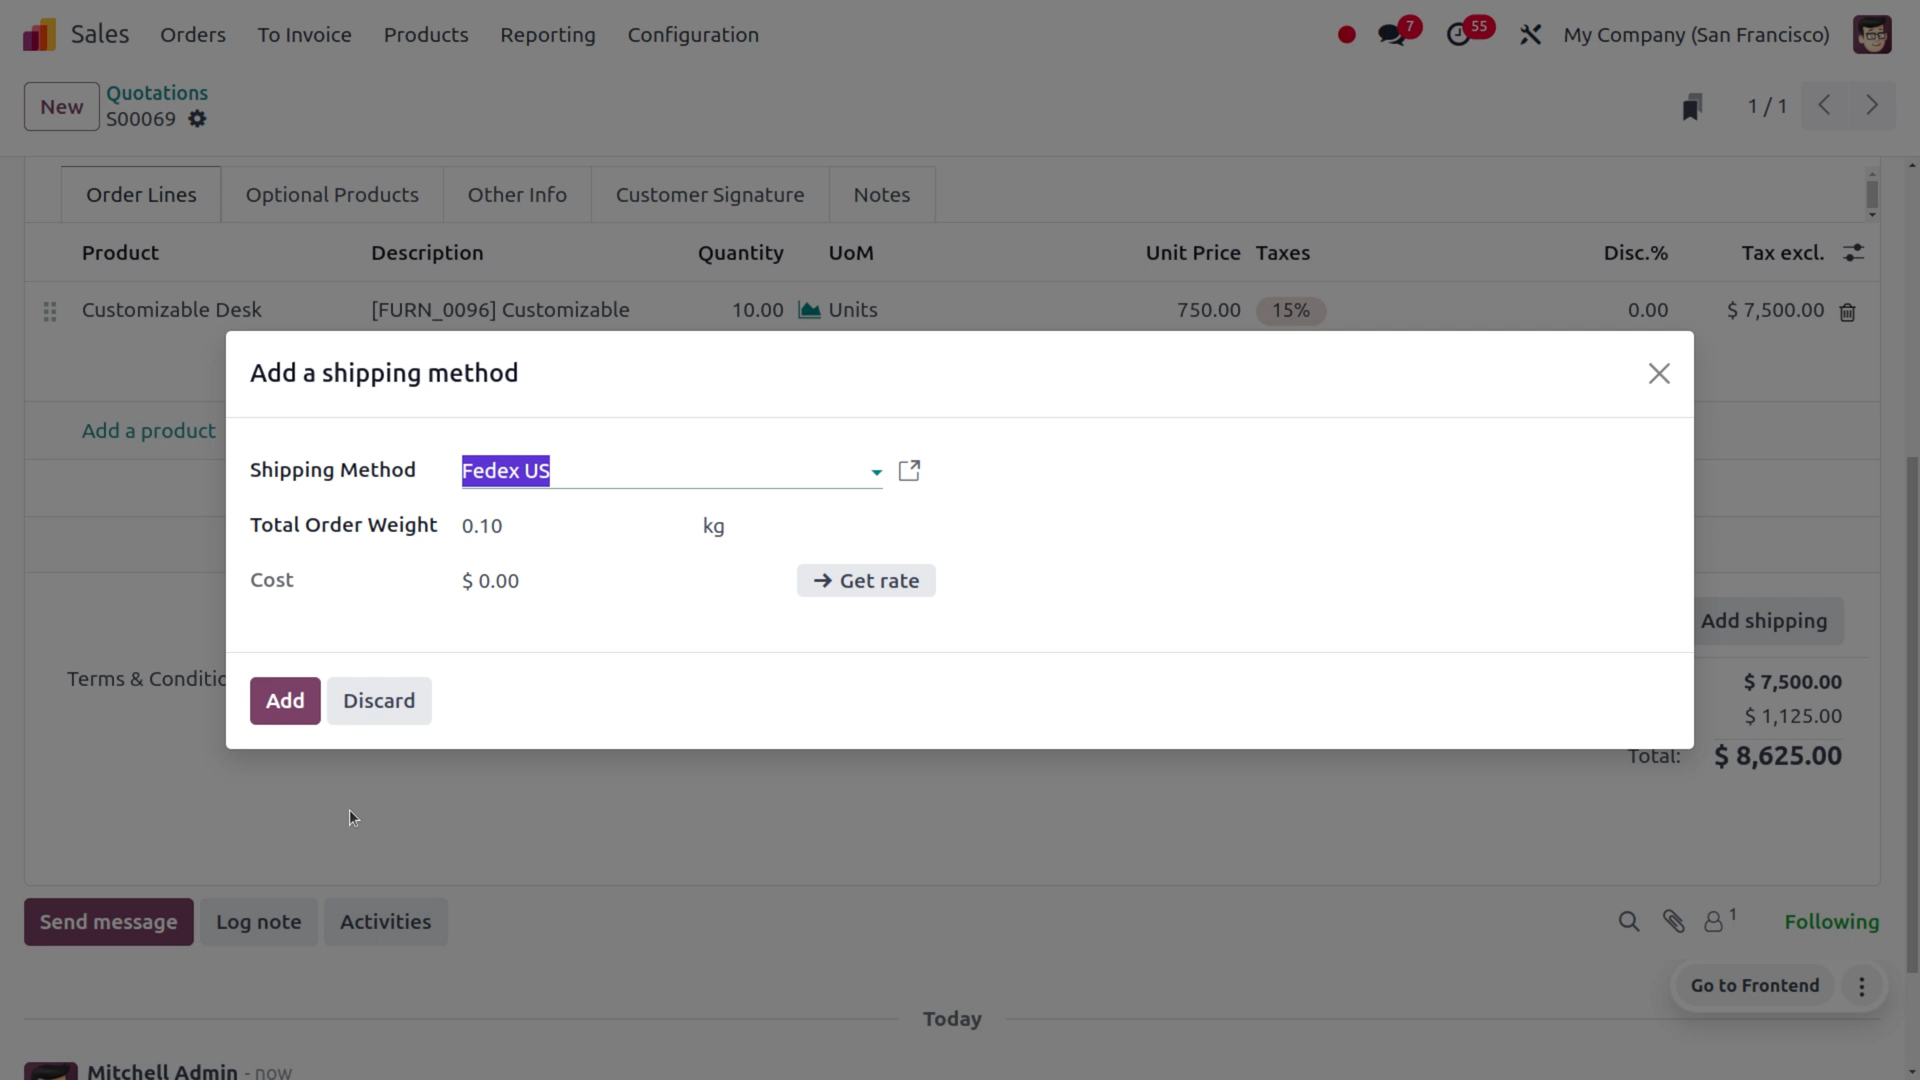 Sales Orders To Invoice Products Reporting Configuration 7 55 My Company (San Francisco)
New Quotations
S00069 1 / 1
Order Lines Optional Products Other Info Customer Signature Notes
Product Description Quantity UoM Unit Price Taxes Disc.% Tax excl.
Customizable Desk [FURN_0096] Customizable 10.00 Units 750.00 15% 0.00 $ 7,500.00
Add a shipping method
Add a product
Shipping Method Fedex US
Total Order Weight 0.10 kg
Cost $ 0.00 Get rate
Add shipping
Terms & Conditio
$ 7,500.00
Add Discard
$ 1,125.00
Total: $ 8,625.00
Send message Log note Activities 1 Following
Go to Frontend
Today
Mitchell Admin - now